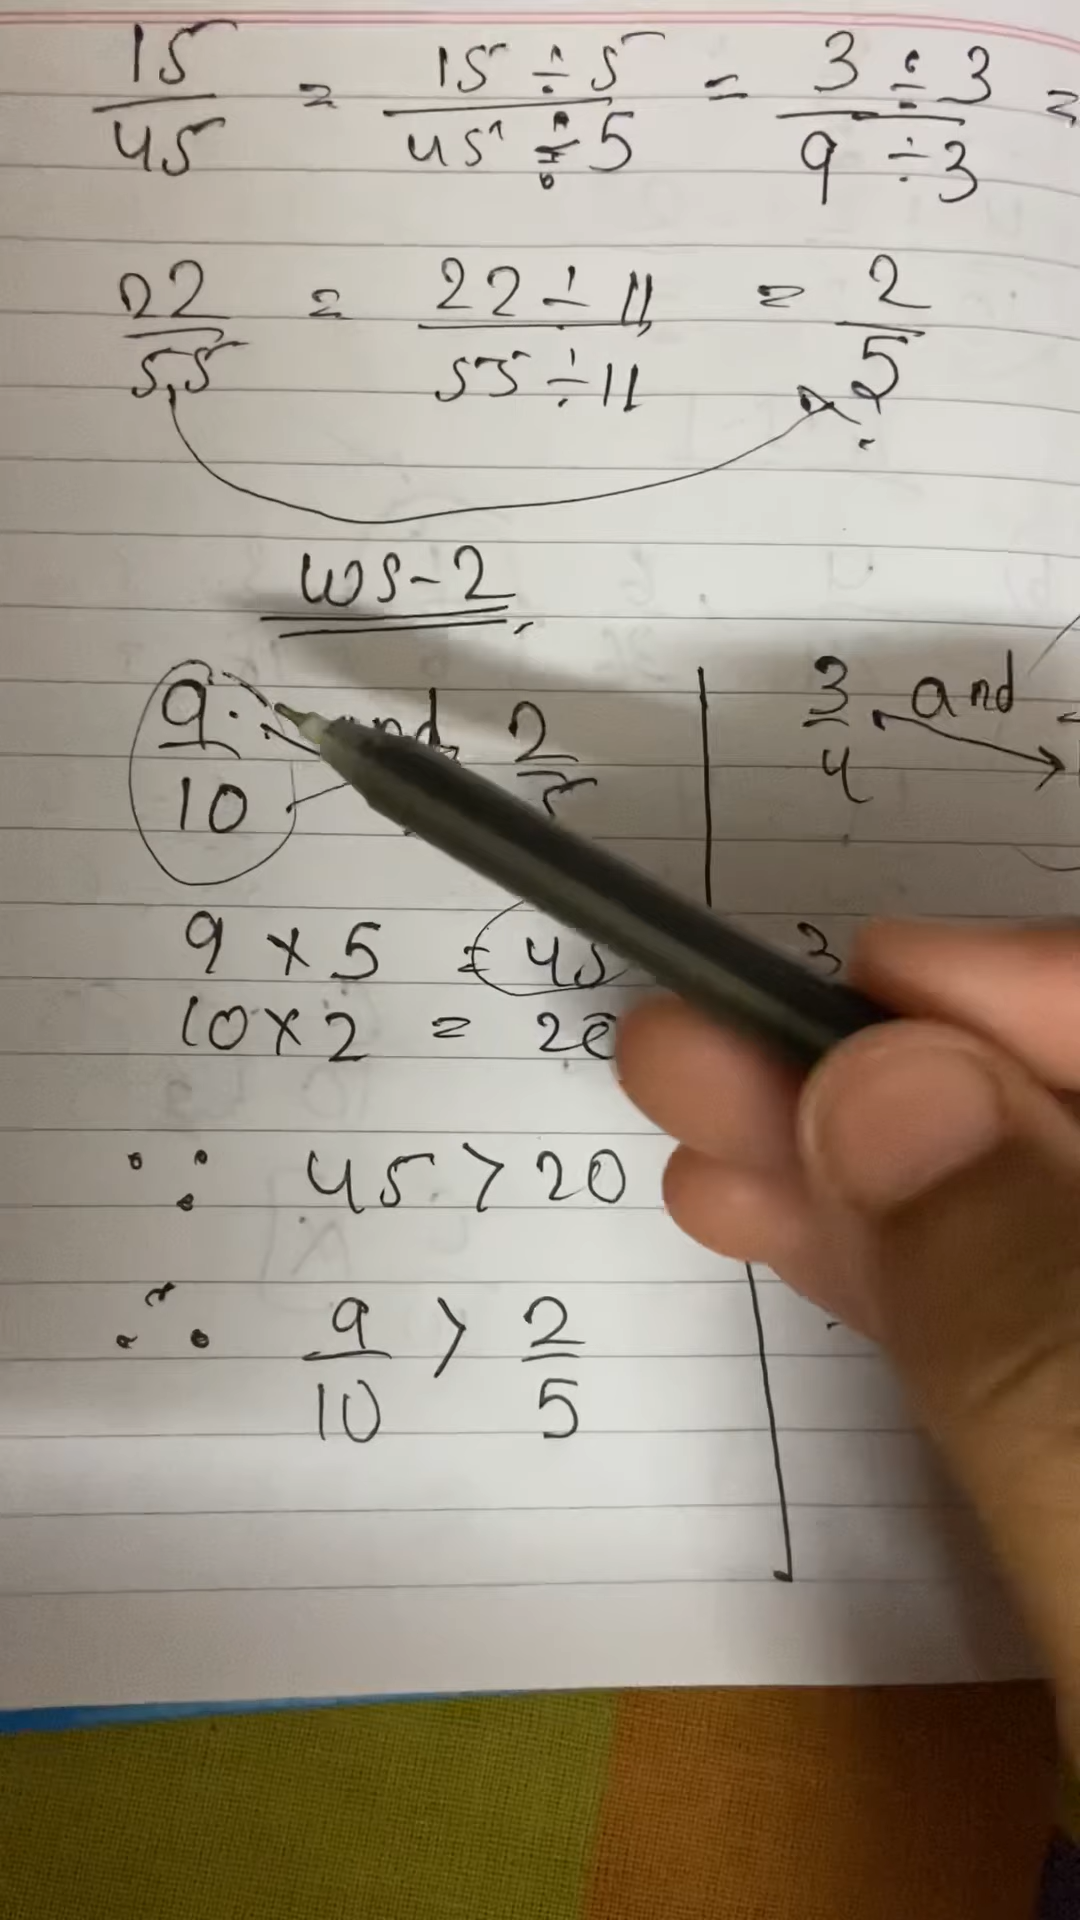 15/45 = 15 ÷ 5/45 ÷ 5 = 3 ÷ 3/9 ÷ 3 =
22/55 = 22 ÷ 11/55 ÷ 11 = 2/5
WS-2
9/10 and 2/5
9 × 5 = 45
10 × 2 = 20
∵ 45 > 20
∴ 9/10 > 2/5
3/4 and
3